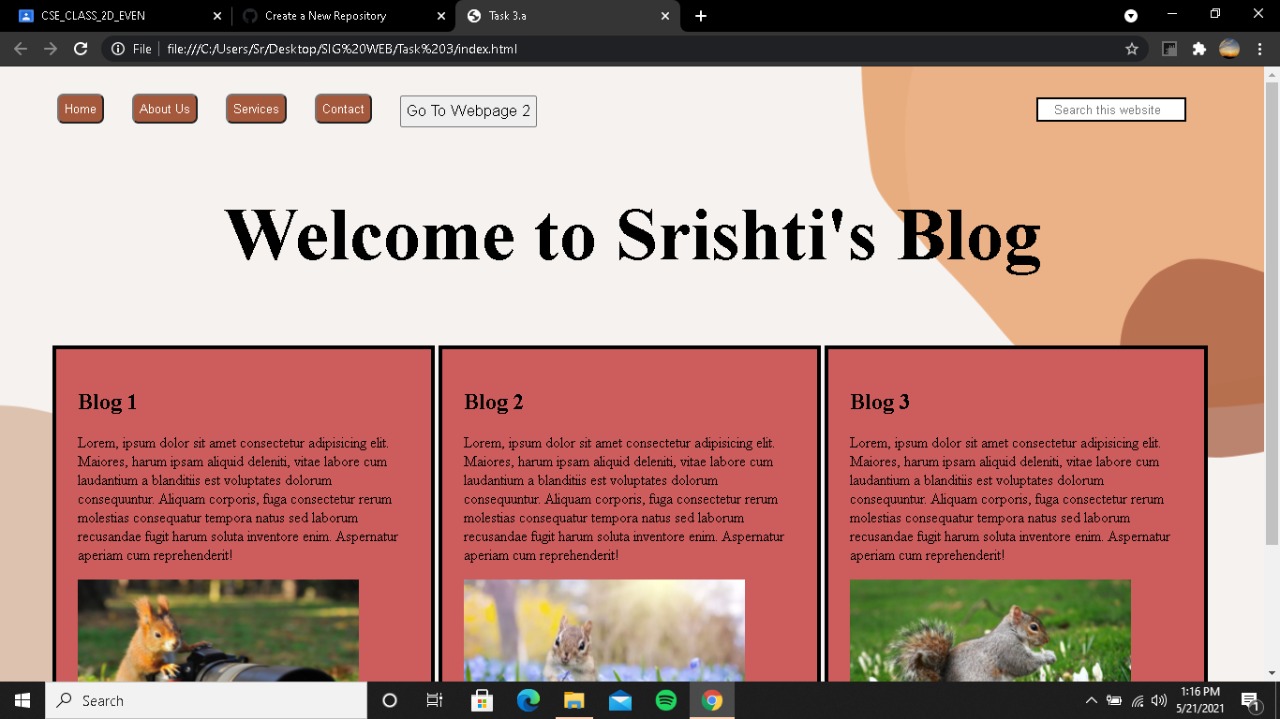 CSE_CLASS_2D_EVEN
Create a New Repository
Task 3.a
File
file:///C:/Users/Sr/Desktop/SIG%20WEB/Task%203/index.html
Home
About Us
Services
Contact
Go To Webpage 2
Search this website
Welcome to Srishti's Blog
Blog 1
Lorem, ipsum dolor sit amet consectetur adipisicing elit.
Maiores, harum ipsam aliquid deleniti, vitae labore cum
laudantium a blanditiis est voluptates dolorum
consequuntur. Aliquam corporis, fuga consectetur rerum
molestias consequatur tempora natus sed laborum
recusandae fugit harum soluta inventore enim. Aspernatur
aperiam cum reprehenderit!
Blog 2
Lorem, ipsum dolor sit amet consectetur adipisicing elit.
Maiores, harum ipsam aliquid deleniti, vitae labore cum
laudantium a blanditiis est voluptates dolorum
consequuntur. Aliquam corporis, fuga consectetur rerum
molestias consequatur tempora natus sed laborum
recusandae fugit harum soluta inventore enim. Aspernatur
aperiam cum reprehenderit!
Blog 3
Lorem, ipsum dolor sit amet consectetur adipisicing elit.
Maiores, harum ipsam aliquid deleniti, vitae labore cum
laudantium a blanditiis est voluptates dolorum
consequuntur. Aliquam corporis, fuga consectetur rerum
molestias consequatur tempora natus sed laborum
recusandae fugit harum soluta inventore enim. Aspernatur
aperiam cum reprehenderit!
Search
1:16 PM
5/21/2021
1